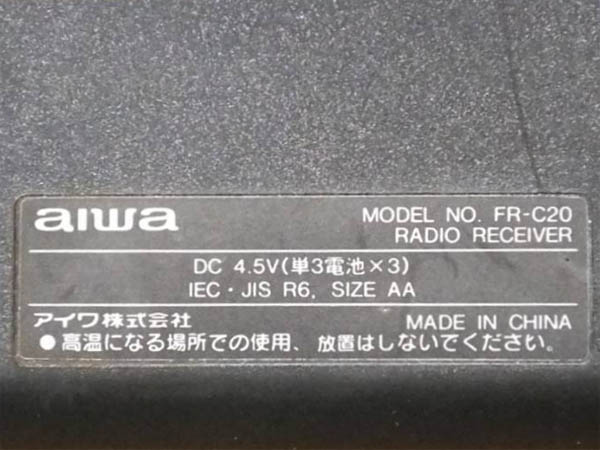 aiwa
MODEL NO. FR-C20
RADIO RECEIVER
DC 4.5V(単3電池×3)
IEC・JIS R6, SIZE AA
アイワ株式会社
MADE IN CHINA
●高温になる場所での使用、放置はしないでください。